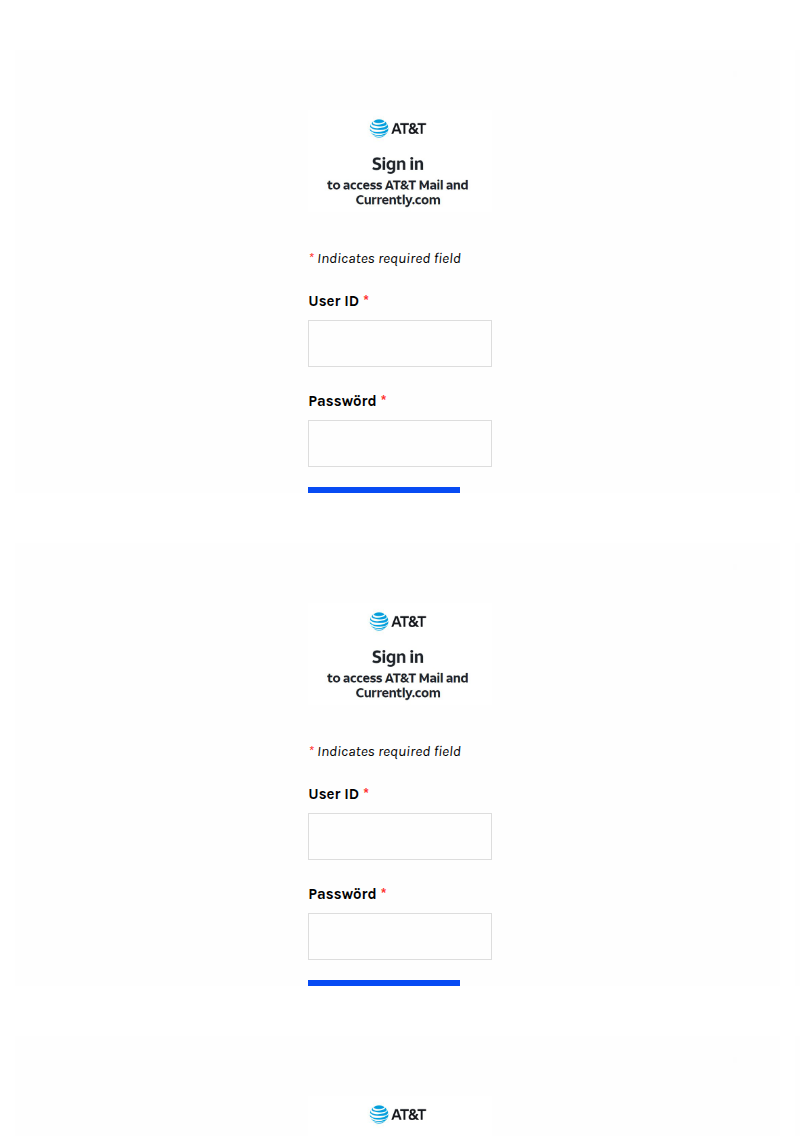 AT&T
Sign in
to access AT&T Mail and
Currently.com
* Indicates required field
User ID *
Passwörd *
AT&T
Sign in
to access AT&T Mail and
Currently.com
* Indicates required field
User ID *
Passwörd *
AT&T